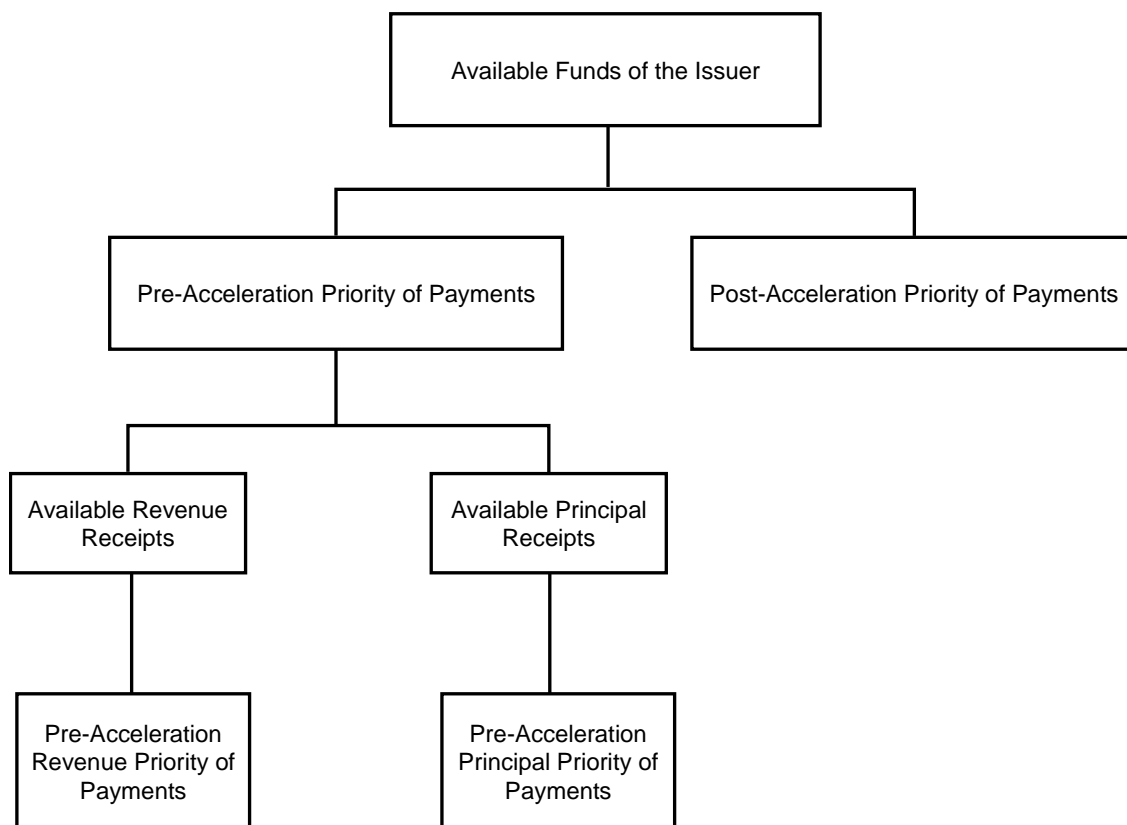 Available Funds of the Issuer
Pre-Acceleration Priority of Payments
Post-Acceleration Priority of Payments
Available Revenue
Receipts
Available Principal
Receipts
Pre-Acceleration
Revenue Priority of
Payments
Pre-Acceleration
Principal Priority of
Payments